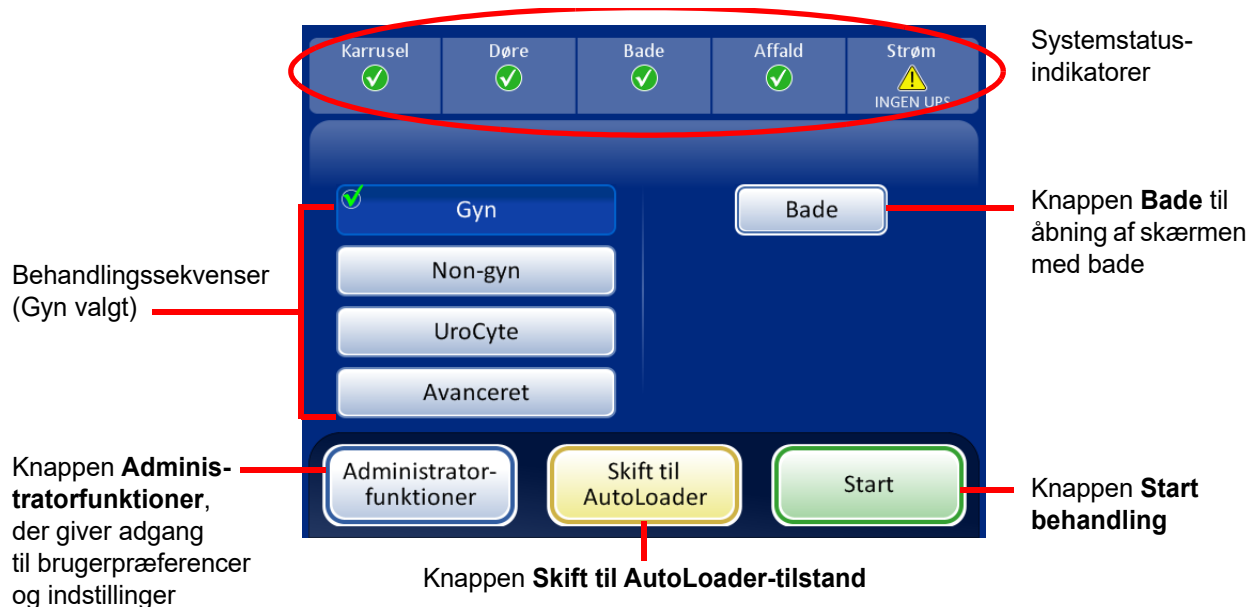 Karrusel
Døre
Bade
Affald
Strøm
INGEN UPS
Systemstatus-
indikatorer
Gyn
Non-gyn
UroCyte
Avanceret
Bade
Knappen Bade til
åbning af skærmen
med bade
Behandlingssekvenser
(Gyn valgt)
Administrator-
funktioner
Skift til
AutoLoader
Start
Knappen Adminis-
tratorfunktioner,
der giver adgang
til brugerpræferencer
og indstillinger
Knappen Skift til AutoLoader-tilstand
Knappen Start
behandling